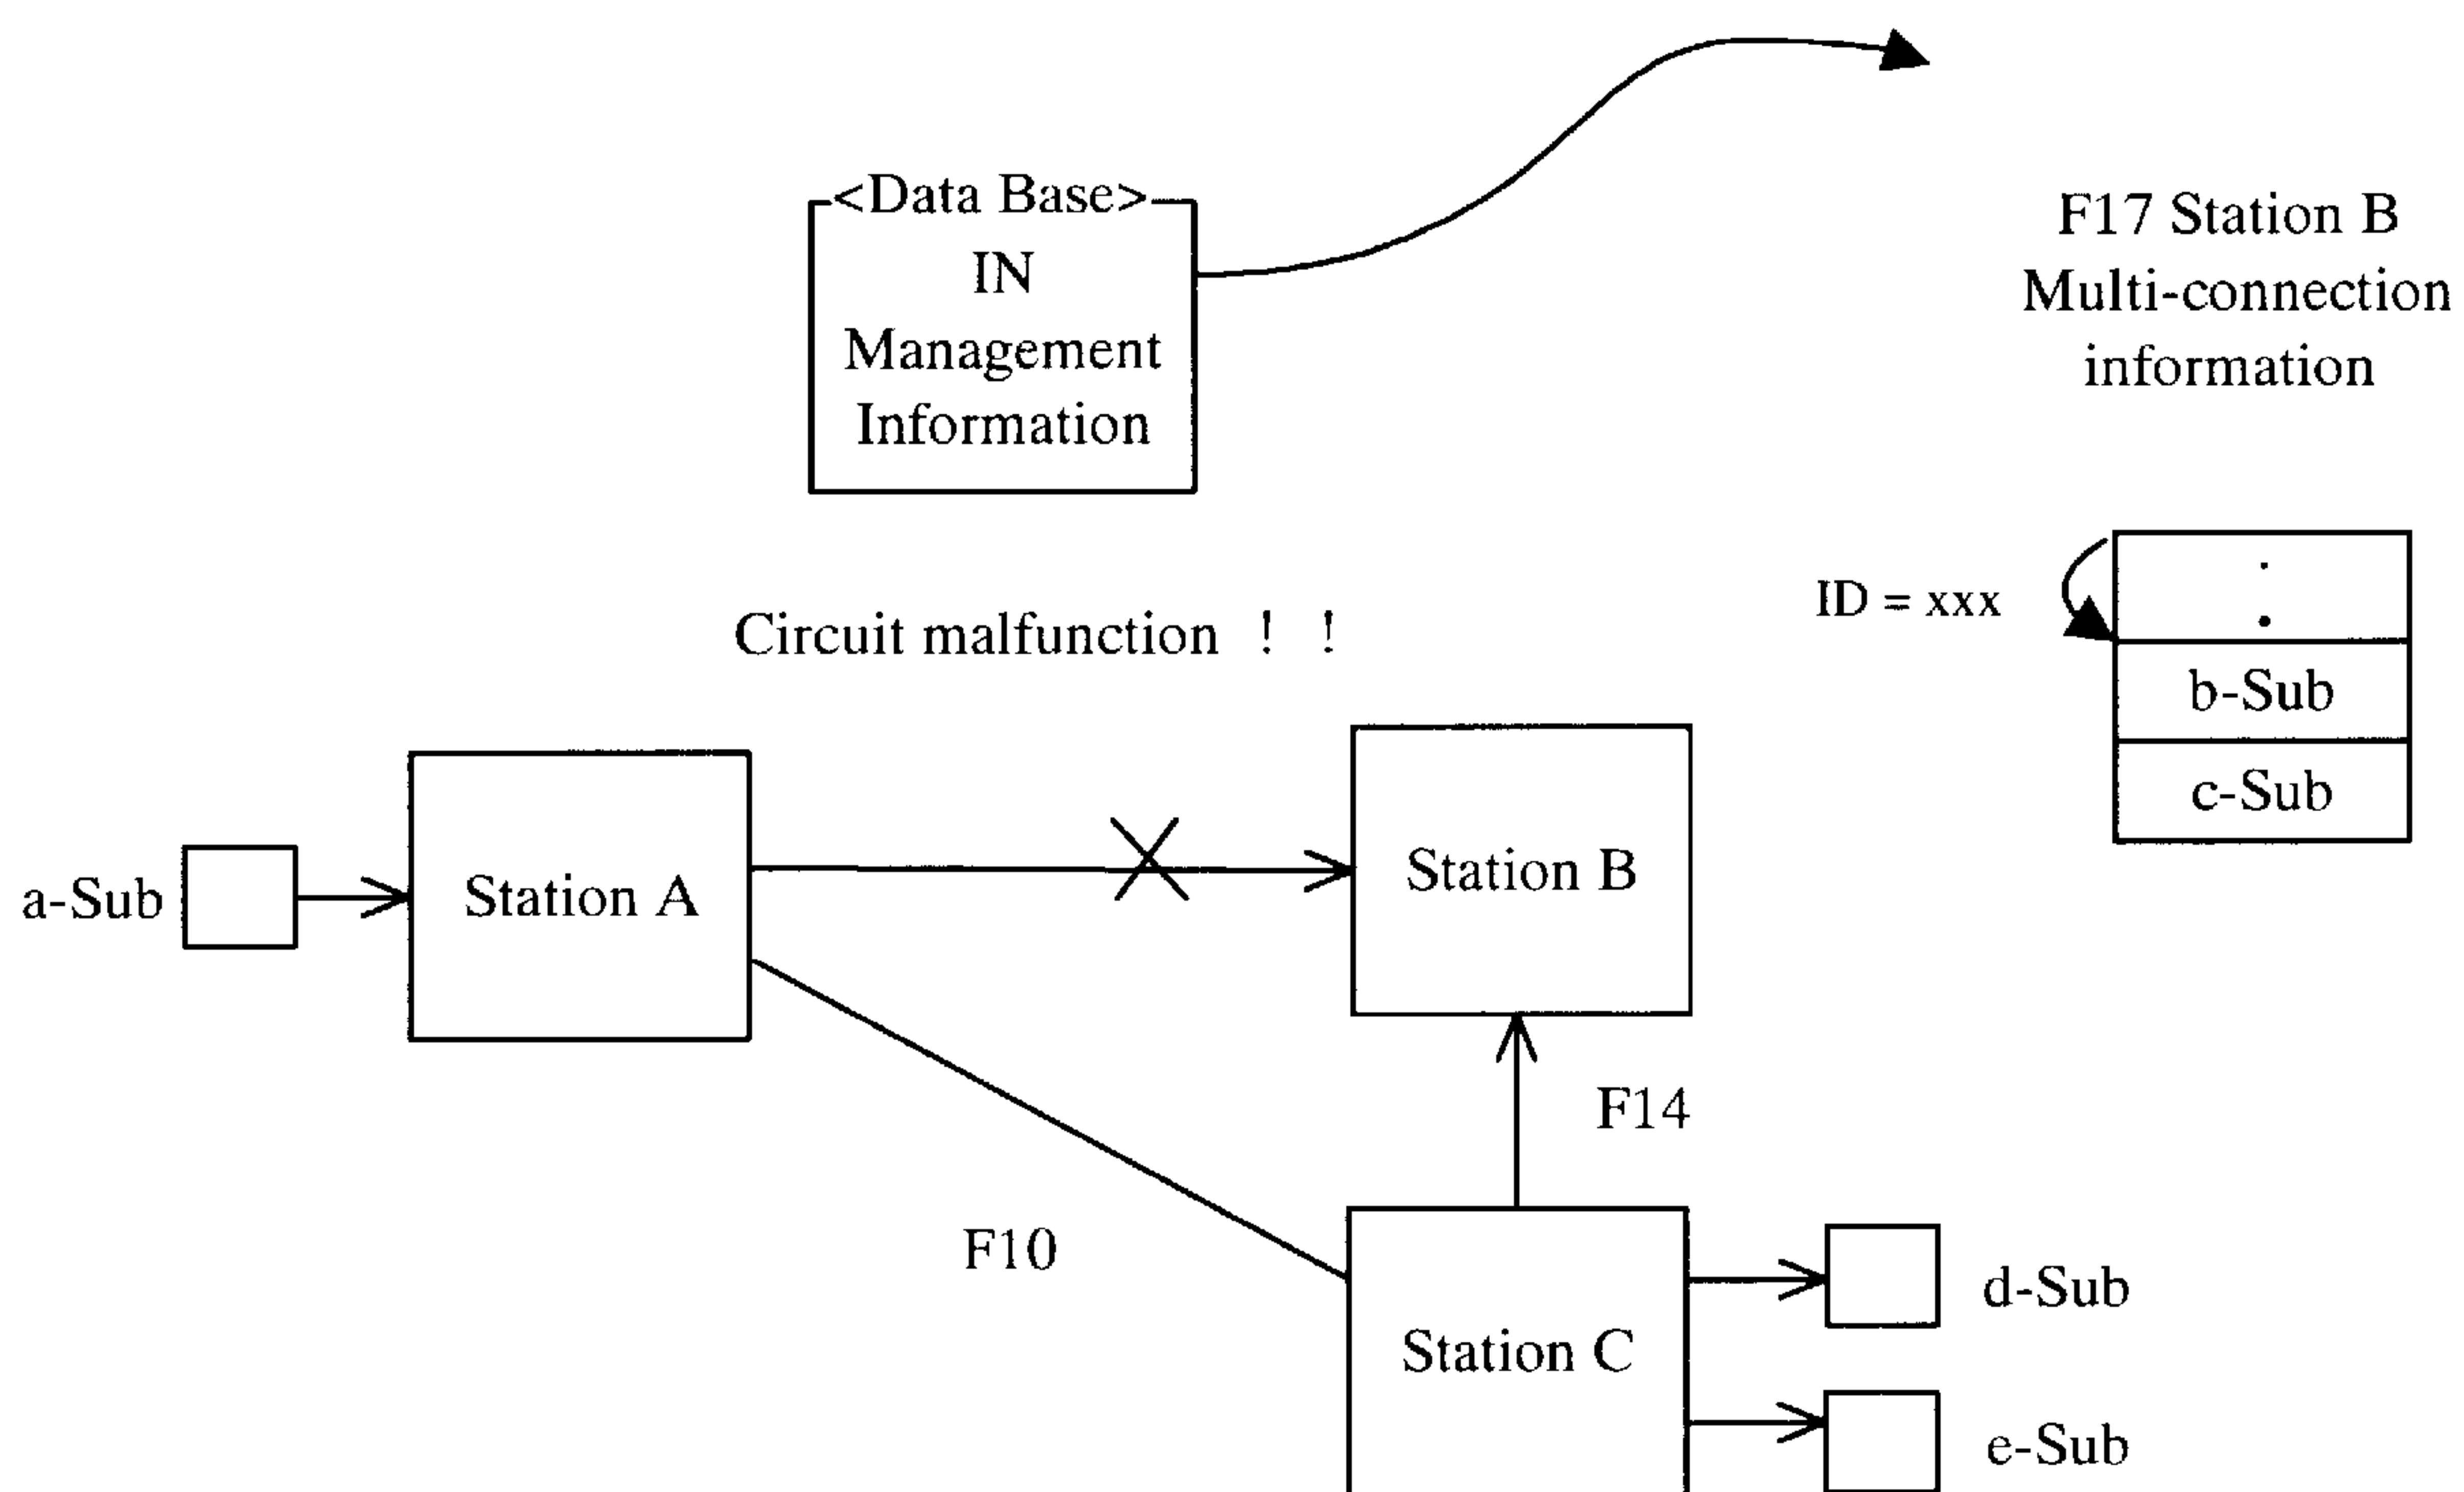 <Data Base>
IN
Management
Information
F17 Station B
Multi-connection
information
ID = xxx
b-Sub
c-Sub
Circuit malfunction ! !
a-Sub
Station A
Station B
F14
F10
Station C
d-Sub
e-Sub